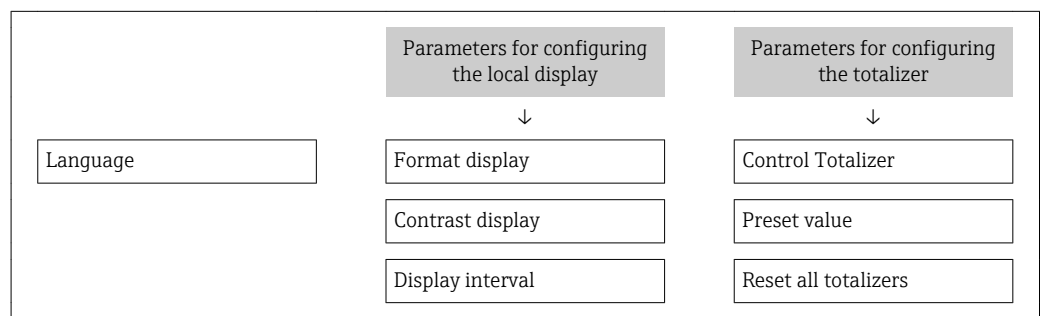 Parameters for configuring
the local display
Parameters for configuring
the totalizer
↓
↓
Language
Format display
Control Totalizer
Contrast display
Preset value
Display interval
Reset all totalizers